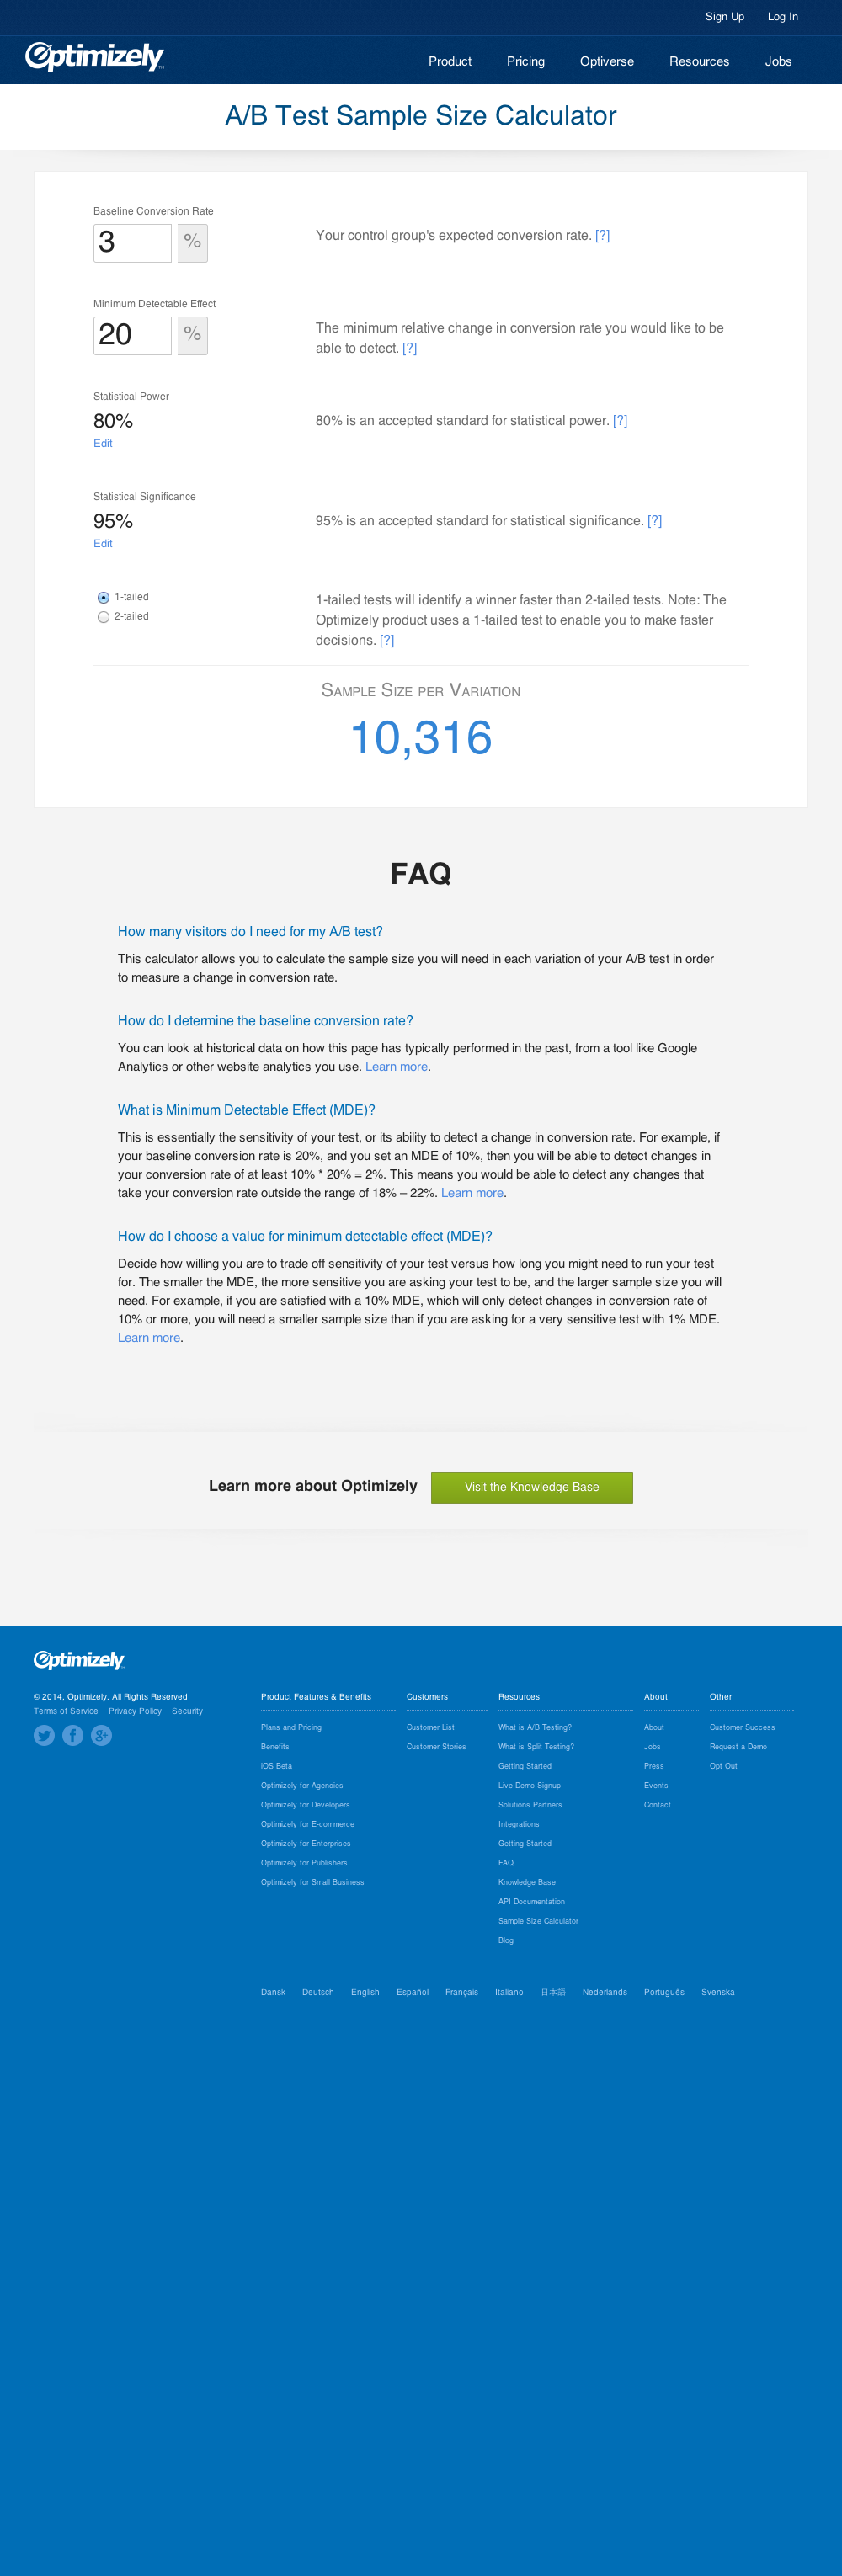 Sign Up Log In
Optimizely™
Product Pricing Optiverse Resources Jobs
A/B Test Sample Size Calculator
Baseline Conversion Rate
3 %
Your control group's expected conversion rate. [?]
Minimum Detectable Effect
20 %
The minimum relative change in conversion rate you would like to be
able to detect. [?]
Statistical Power
80%
Edit
80% is an accepted standard for statistical power. [?]
Statistical Significance
95%
Edit
95% is an accepted standard for statistical significance. [?]
1-tailed
2-tailed
1-tailed tests will identify a winner faster than 2-tailed tests. Note: The
Optimizely product uses a 1-tailed test to enable you to make faster
decisions. [?]
Sample Size per Variation
10,316
FAQ
How many visitors do I need for my A/B test?
This calculator allows you to calculate the sample size you will need in each variation of your A/B test in order
to measure a change in conversion rate.
How do I determine the baseline conversion rate?
You can look at historical data on how this page has typically performed in the past, from a tool like Google
Analytics or other website analytics you use. Learn more.
What is Minimum Detectable Effect (MDE)?
This is essentially the sensitivity of your test, or its ability to detect a change in conversion rate. For example, if
your baseline conversion rate is 20%, and you set an MDE of 10%, then you will be able to detect changes in
your conversion rate of at least 10% * 20% = 2%. This means you would be able to detect any changes that
take your conversion rate outside the range of 18% – 22%. Learn more.
How do I choose a value for minimum detectable effect (MDE)?
Decide how willing you are to trade off sensitivity of your test versus how long you might need to run your test
for. The smaller the MDE, the more sensitive you are asking your test to be, and the larger sample size you will
need. For example, if you are satisfied with a 10% MDE, which will only detect changes in conversion rate of
10% or more, you will need a smaller sample size than if you are asking for a very sensitive test with 1% MDE.
Learn more.
Learn more about Optimizely Visit the Knowledge Base
Optimizely
© 2014, Optimizely. All Rights Reserved
Terms of Service Privacy Policy Security
Product Features & Benefits
Plans and Pricing
Benefits
iOS Beta
Optimizely for Agencies
Optimizely for Developers
Optimizely for E-commerce
Optimizely for Enterprises
Optimizely for Publishers
Optimizely for Small Business
Customers
Customer List
Customer Stories
Resources
What is A/B Testing?
What is Split Testing?
Getting Started
Live Demo Signup
Solutions Partners
Integrations
Getting Started
FAQ
Knowledge Base
API Documentation
Sample Size Calculator
Blog
About
About
Jobs
Press
Events
Contact
Other
Customer Success
Request a Demo
Opt Out
Dansk Deutsch English Español Français Italiano 日本語 Nederlands Português Svenska